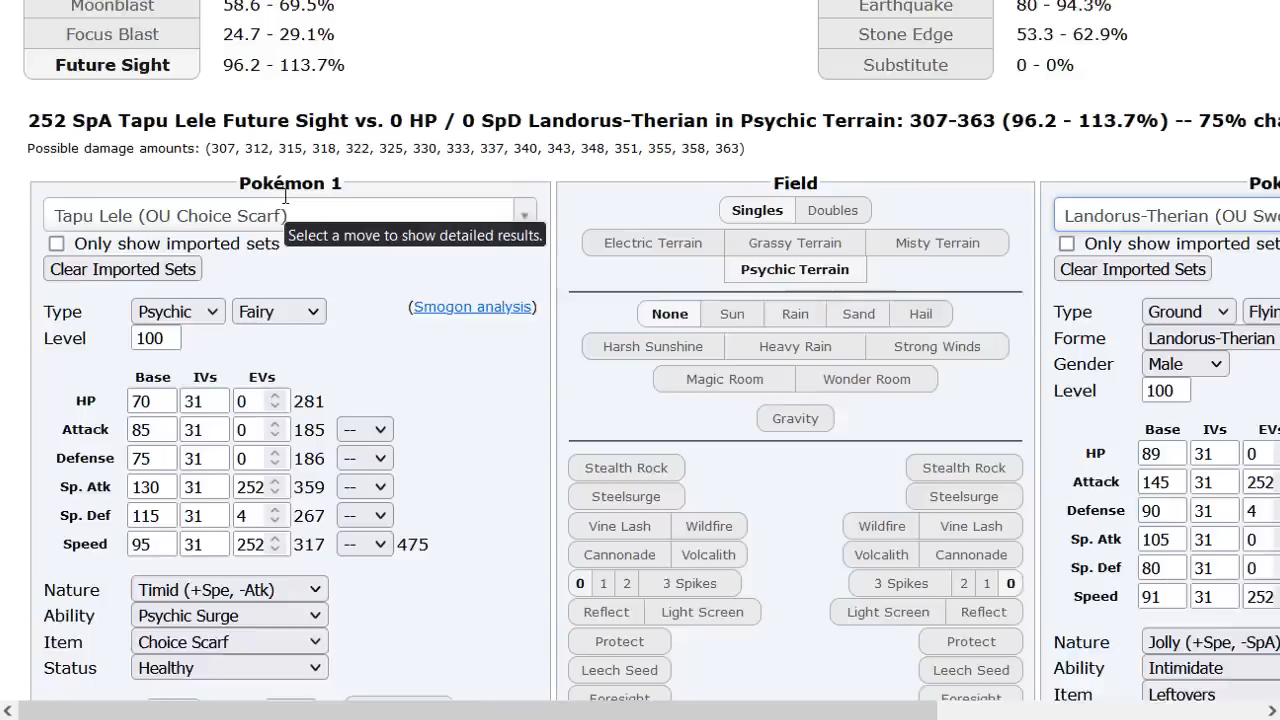 Moonblast 58.6 - 69.5% Earthquake 80 - 94.3%
Focus Blast 24.7 - 29.1% Stone Edge 53.3 - 62.9%
Future Sight 96.2 - 113.7% Substitute 0 - 0%
252 SpA Tapu Lele Future Sight vs. 0 HP / 0 SpD Landorus-Therian in Psychic Terrain: 307-363 (96.2 - 113.7%) -- 75% cha
Possible damage amounts: (307, 312, 315, 318, 322, 325, 330, 333, 337, 340, 343, 348, 351, 355, 358, 363)
Pokémon 1
Tapu Lele (OU Choice Scarf)
Select a move to show detailed results.
Only show imported sets
Clear Imported Sets
Type Psychic Fairy (Smogon analysis)
Level 100
Base IVs EVs
HP 70 31 0 281
Attack 85 31 0 185 --
Defense 75 31 0 186 --
Sp. Atk 130 31 252 359 --
Sp. Def 115 31 4 267 --
Speed 95 31 252 317 -- 475
Nature Timid (+Spe, -Atk)
Ability Psychic Surge
Item Choice Scarf
Status Healthy
Field
Singles Doubles
Electric Terrain Grassy Terrain Misty Terrain
Psychic Terrain
None Sun Rain Sand Hail
Harsh Sunshine Heavy Rain Strong Winds
Magic Room Wonder Room
Gravity
Stealth Rock Stealth Rock
Steelsurge Steelsurge
Vine Lash Wildfire Wildfire Vine Lash
Cannonade Volcalith Volcalith Cannonade
0 1 2 3 Spikes 3 Spikes 2 1 0
Reflect Light Screen Light Screen Reflect
Protect Protect
Leech Seed Leech Seed
Foresight Foresight
Pok
Landorus-Therian (OU Swo
Only show imported se
Clear Imported Sets
Type Ground Flyin
Forme Landorus-Therian
Gender Male
Level 100
Base IVs EVs
HP 89 31 0
Attack 145 31 252
Defense 90 31 4
Sp. Atk 105 31 0
Sp. Def 80 31 0
Speed 91 31 252
Nature Jolly (+Spe, -SpA)
Ability Intimidate
Item Leftovers